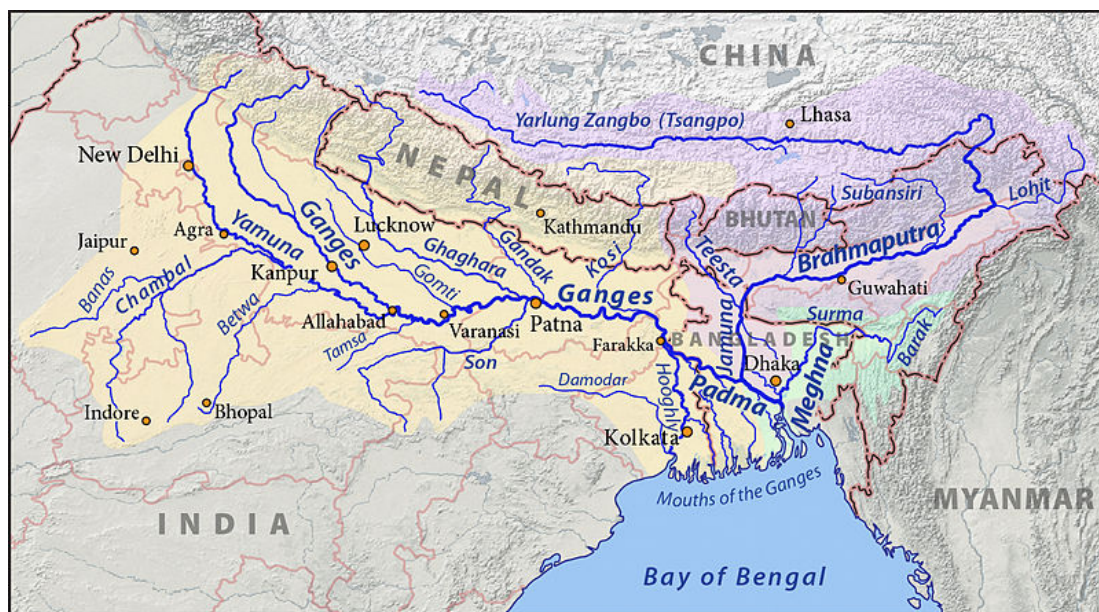 CHINA
Yarlung Zangbo (Tsangpo)
Lhasa
New Delhi
NEPAL
Subansiri
Lohit
BHUTAN
Kathmandu
Lucknow
Agra
Yamuna
Ganges
Ghaghara
Gandak
Kosi
Teesta
Brahmaputra
Jaipur
Banas
Chambal
Kanpur
Gomti
Guwahati
Betwa
Allahabad
Varanasi
Patna
Ganges
Surma
Tamsa
Son
Farakka
BANGLADESH
Jamuna
Barak
Dhaka
Damodar
Hooghly
Padma
Meghna
Indore
Bhopal
Kolkata
Mouths of the Ganges
INDIA
MYANMAR
Bay of Bengal